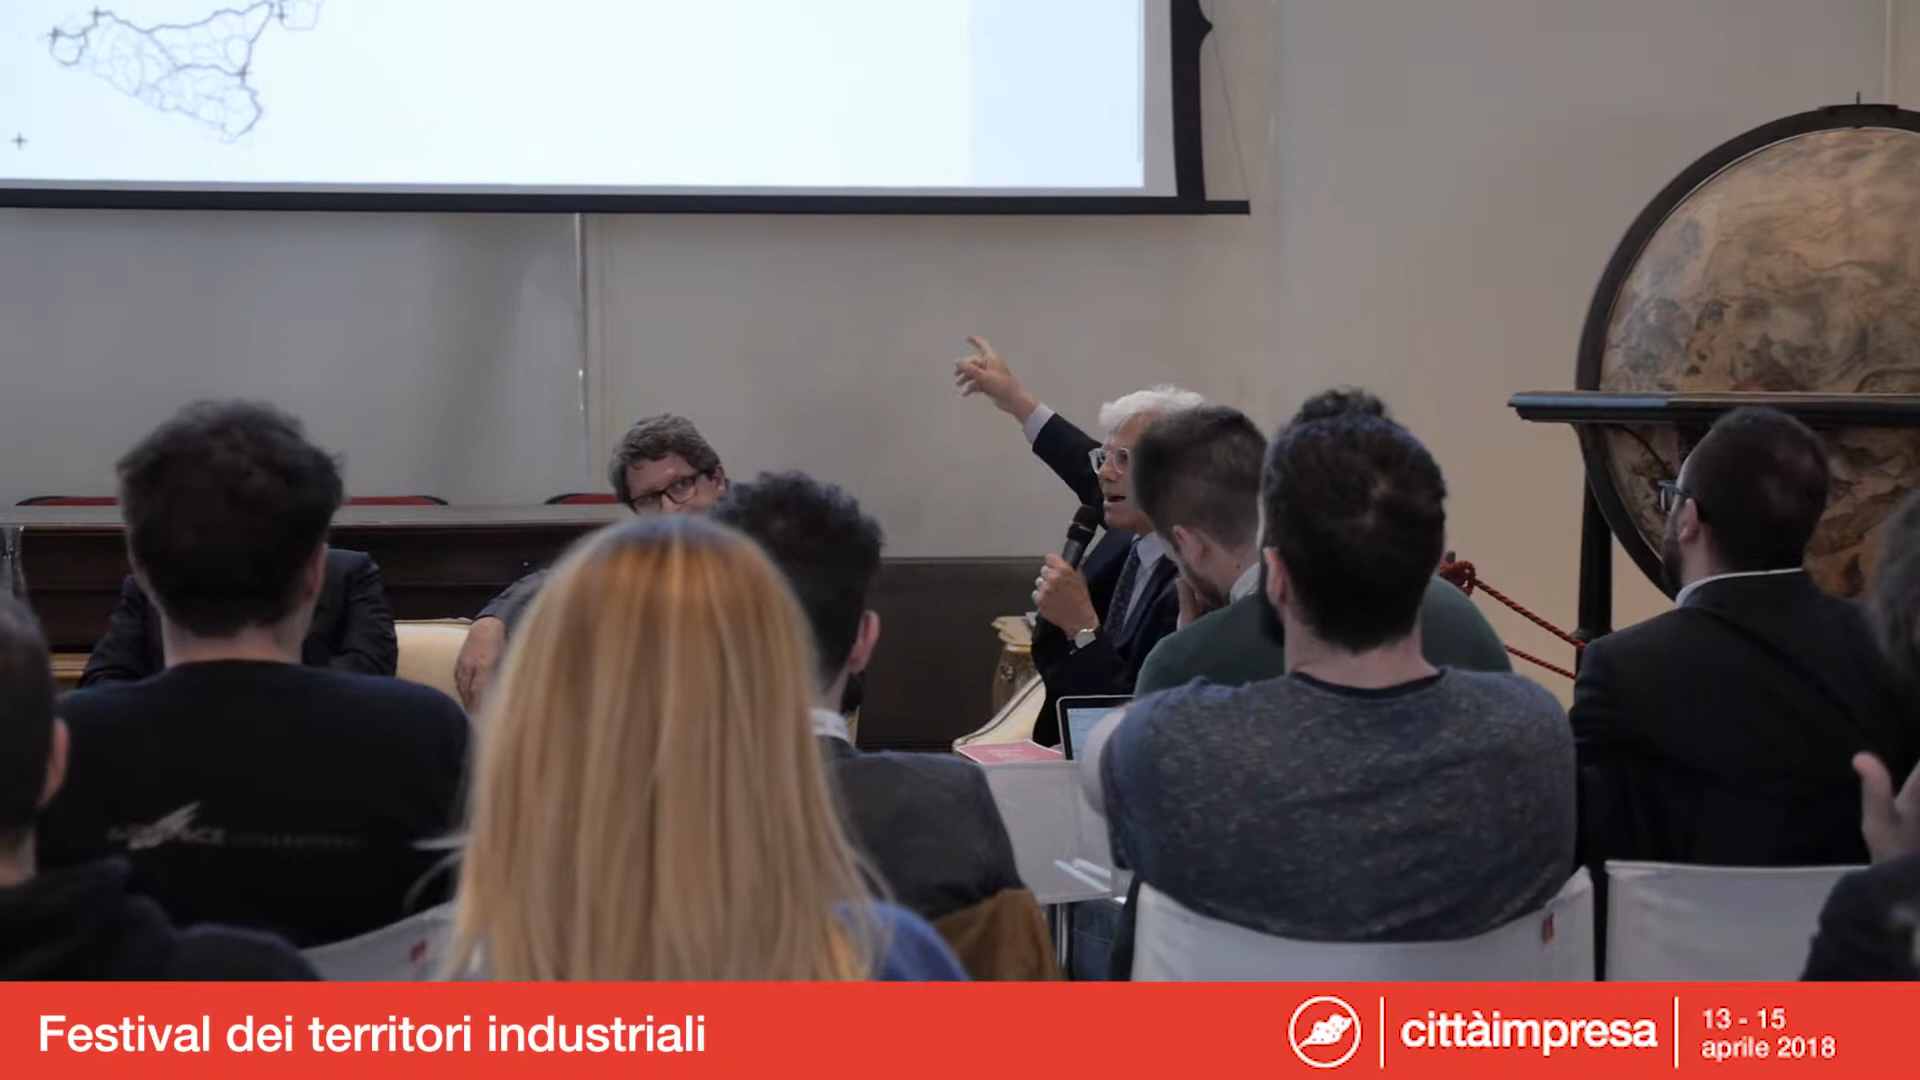 Festival dei territori industriali
cittàimpresa
13 - 15
aprile 2018